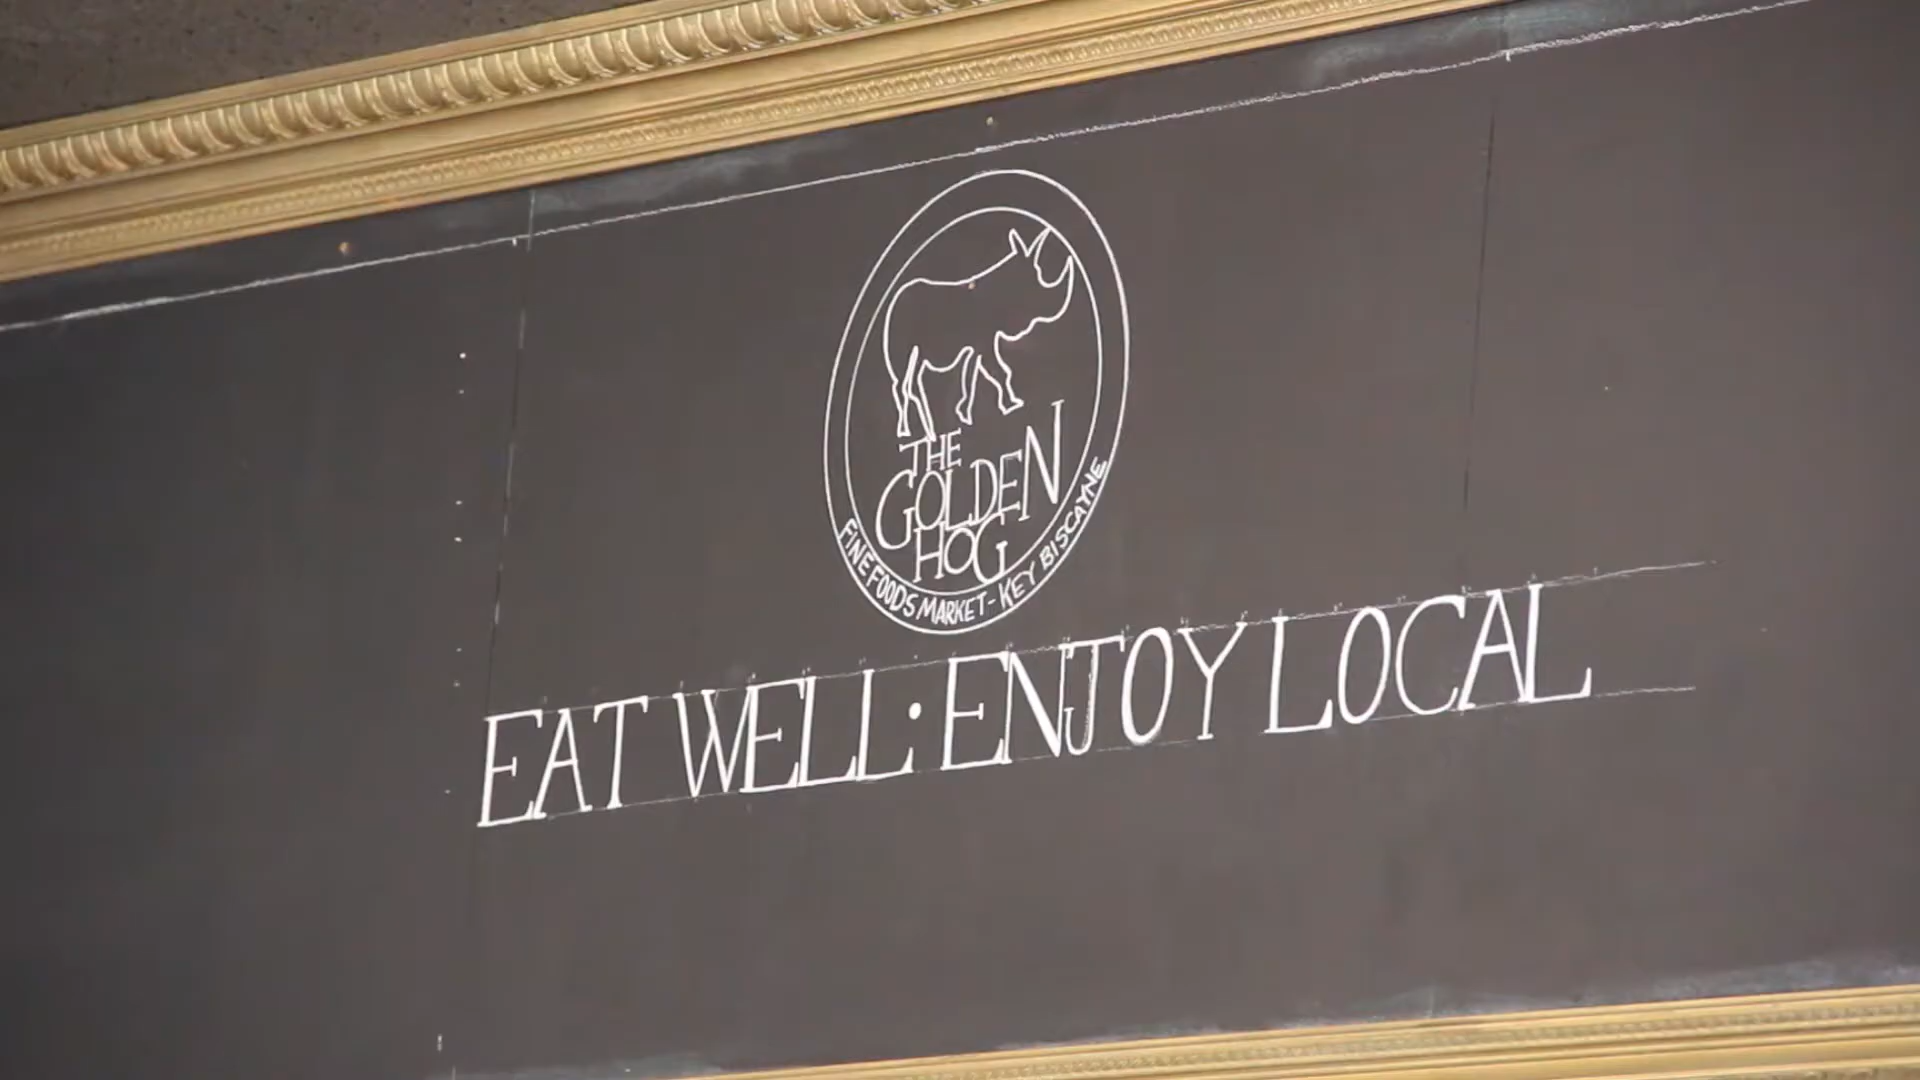 THE
GOLDEN
HOG
FINE FOODS MARKET - KEY BISCAYNE
EAT WELL • ENJOY LOCAL